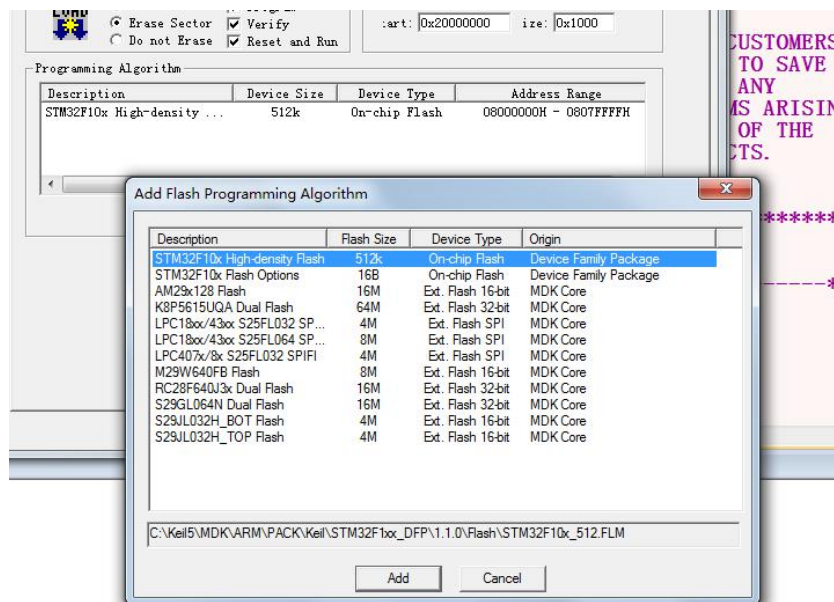 LOAD
Erase Sector Verify :art: 0x20000000 ize: 0x1000
Do not Erase Reset and Run
Programming Algorithm
Description Device Size Device Type Address Range
STM32F10x High-density ... 512k On-chip Flash 08000000H - 0807FFFFH
CUSTOMERS
TO SAVE
ANY
MS ARISIN
OF THE
CTS.
*******
-----*
Add Flash Programming Algorithm
Description Flash Size Device Type Origin
STM32F10x High-density Flash 512k On-chip Flash Device Family Package
STM32F10x Flash Options 16B On-chip Flash Device Family Package
AM29x128 Flash 16M Ext. Flash 16-bit MDK Core
K8P5615UQA Dual Flash 64M Ext. Flash 32-bit MDK Core
LPC18xx/43xx S25FL032 SP... 4M Ext. Flash SPI MDK Core
LPC18xx/43xx S25FL064 SP... 8M Ext. Flash SPI MDK Core
LPC407x/8x S25FL032 SPIFI 4M Ext. Flash SPI MDK Core
M29W640FB Flash 8M Ext. Flash 16-bit MDK Core
RC28F640J3x Dual Flash 16M Ext. Flash 32-bit MDK Core
S29GL064N Dual Flash 16M Ext. Flash 32-bit MDK Core
S29JL032H_BOT Flash 4M Ext. Flash 16-bit MDK Core
S29JL032H_TOP Flash 4M Ext. Flash 16-bit MDK Core
C:\Keil5\MDK\ARM\PACK\Keil\STM32F1xx_DFP\1.1.0\Flash\STM32F10x_512.FLM
Add Cancel